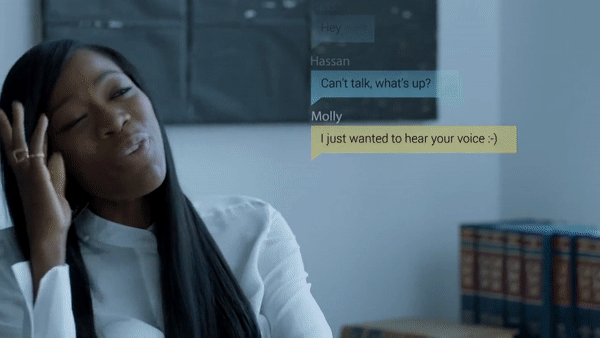 Hey
Hassan
Can't talk, what's up?
Molly
I just wanted to hear your voice :-)